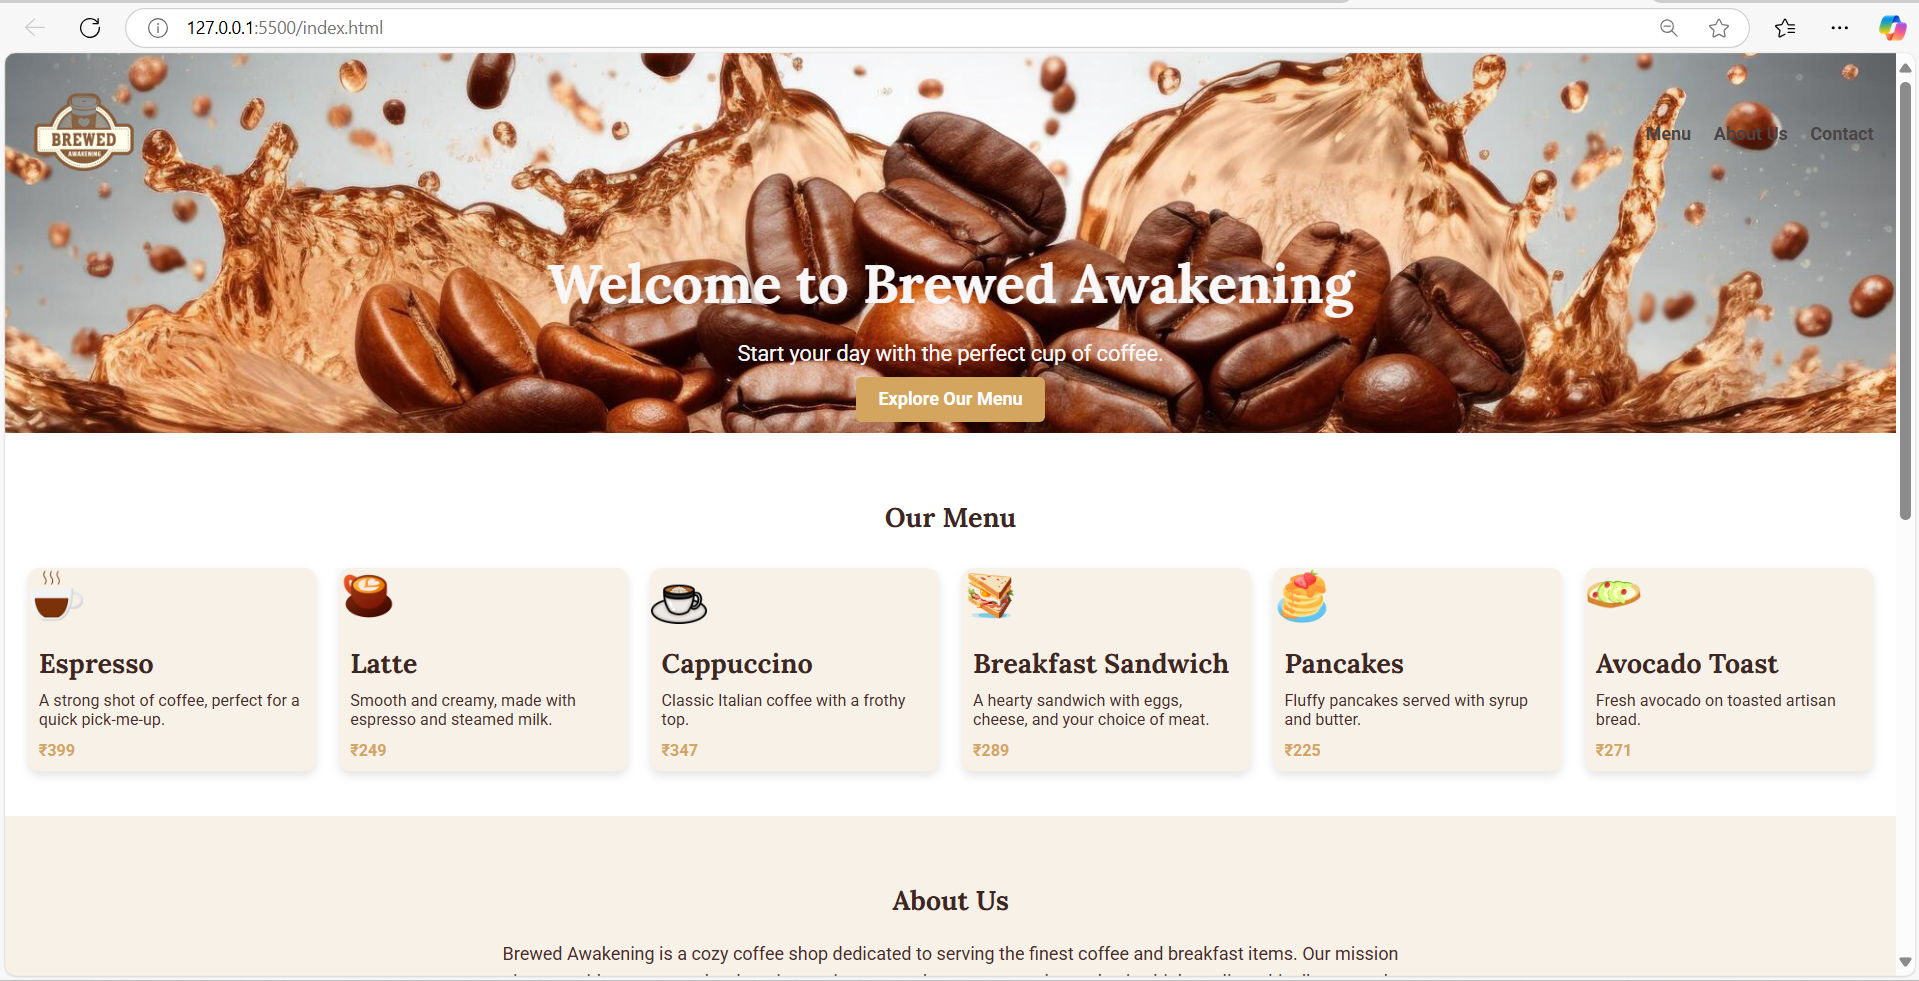 127.0.0.1:5500/index.html
BREWED
AWAKENING
Menu About Us Contact
Welcome to Brewed Awakening
Start your day with the perfect cup of coffee.
Explore Our Menu
Our Menu
Espresso
A strong shot of coffee, perfect for a
quick pick-me-up.
₹399
Latte
Smooth and creamy, made with
espresso and steamed milk.
₹249
Cappuccino
Classic Italian coffee with a frothy
top.
₹347
Breakfast Sandwich
A hearty sandwich with eggs,
cheese, and your choice of meat.
₹289
Pancakes
Fluffy pancakes served with syrup
and butter.
₹225
Avocado Toast
Fresh avocado on toasted artisan
bread.
₹271
About Us
Brewed Awakening is a cozy coffee shop dedicated to serving the finest coffee and breakfast items. Our mission